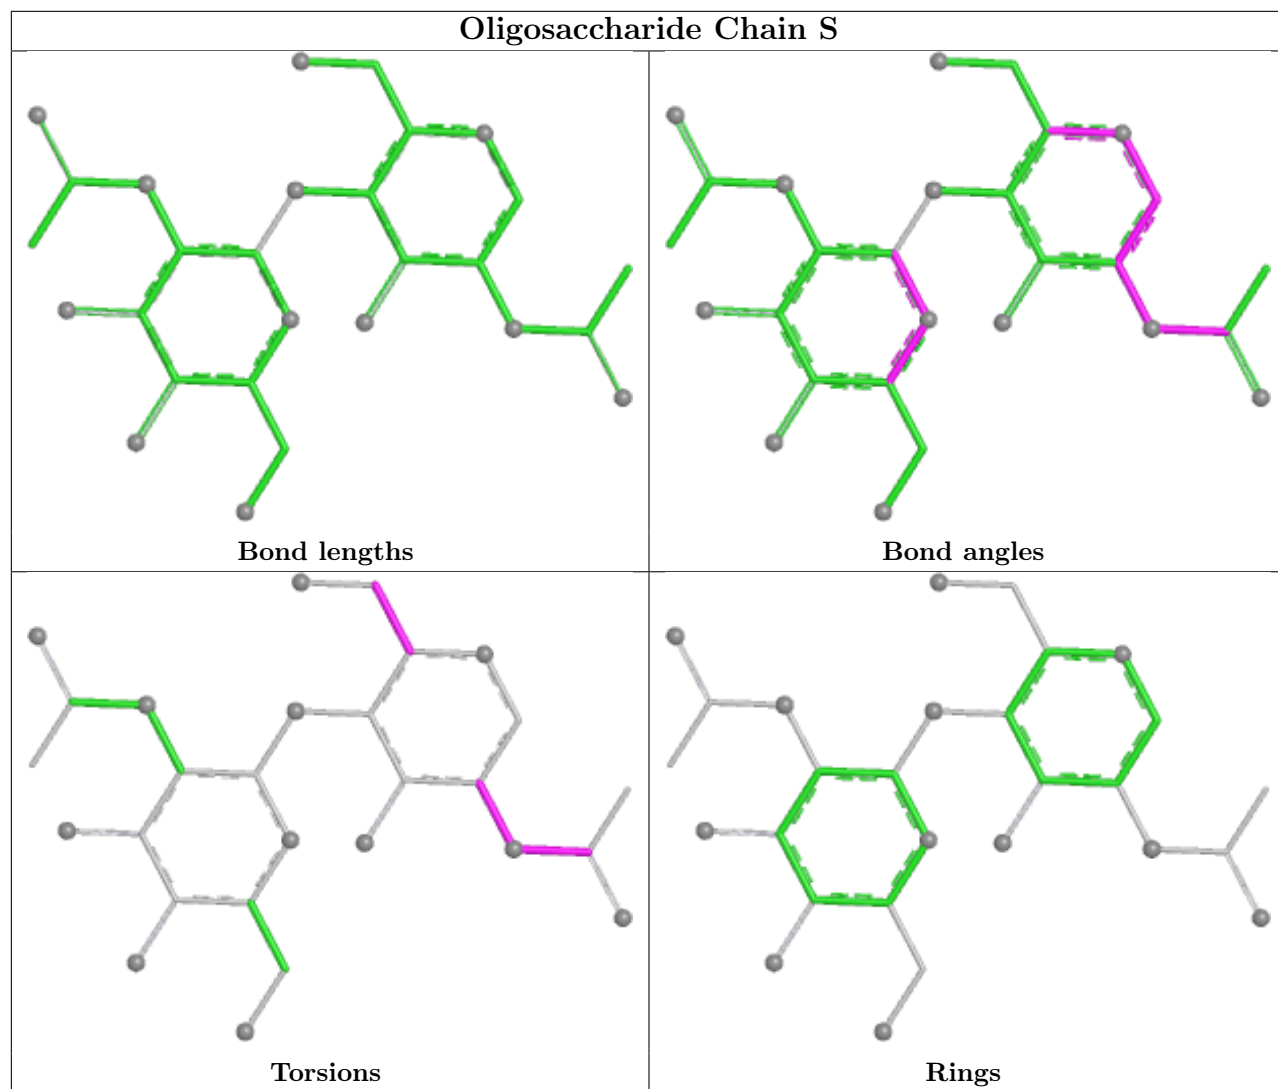 Oligosaccharide Chain S
Bond lengths
Bond angles
Torsions
Rings